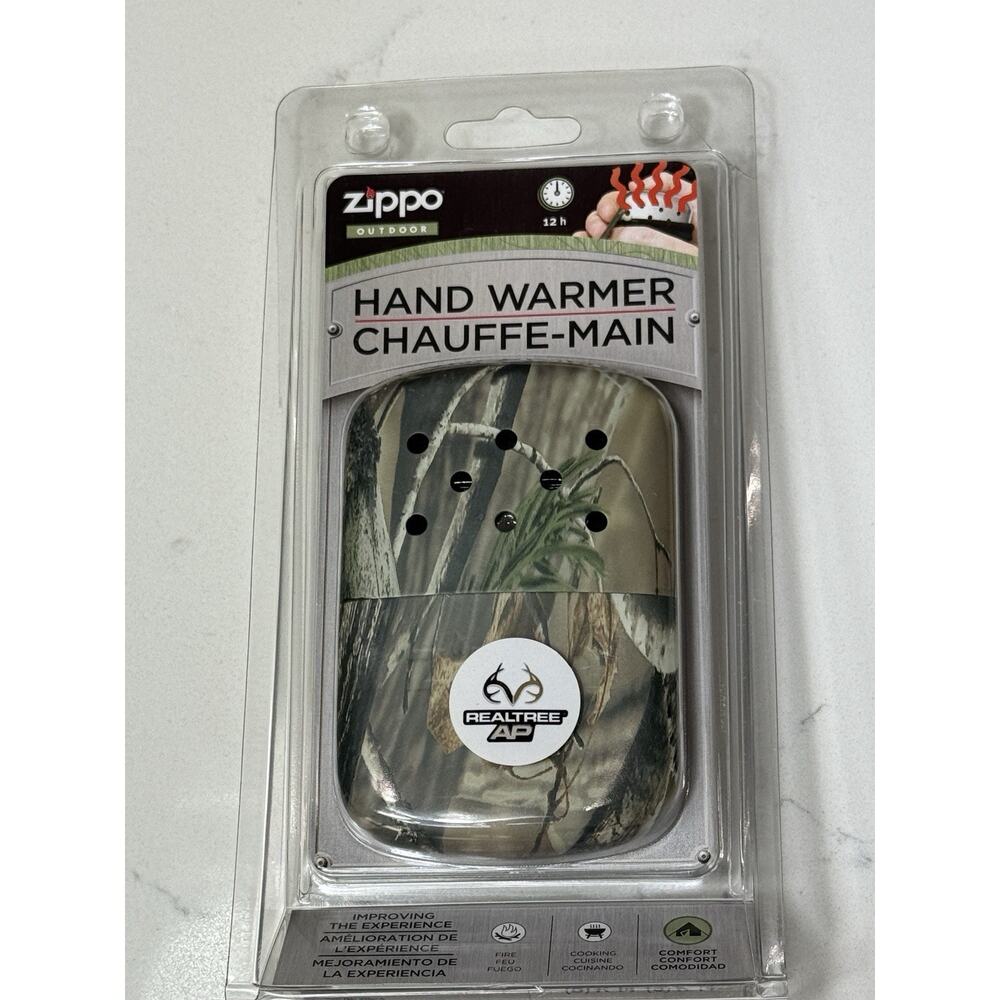 zippo
OUTDOOR
12 h
HAND WARMER
CHAUFFE-MAIN
REALTREE
AP
IMPROVING
THE EXPERIENCE
AMÉLIORATION DE
L'EXPÉRIENCE
MEJORAMIENTO DE
LA EXPERIENCIA
FIRE
FEU
FUEGO
COOKING
CUISINE
COCINANDO
COMFORT
CONFORT
COMODIDAD